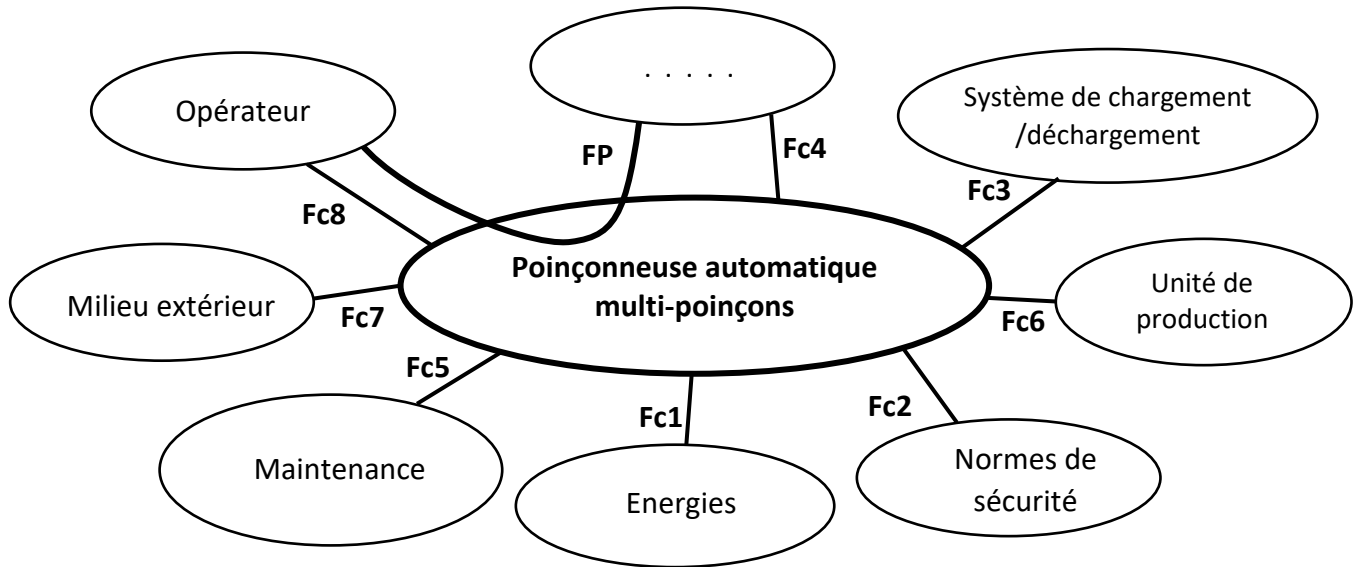 . . . . .
Opérateur
Système de chargement
/déchargement
FP
Fc4
Fc3
Fc8
Poinçonneuse automatique
multi-poinçons
Unité de
production
Milieu extérieur
Fc7
Fc6
Fc5
Fc1
Fc2
Maintenance
Energies
Normes de
sécurité